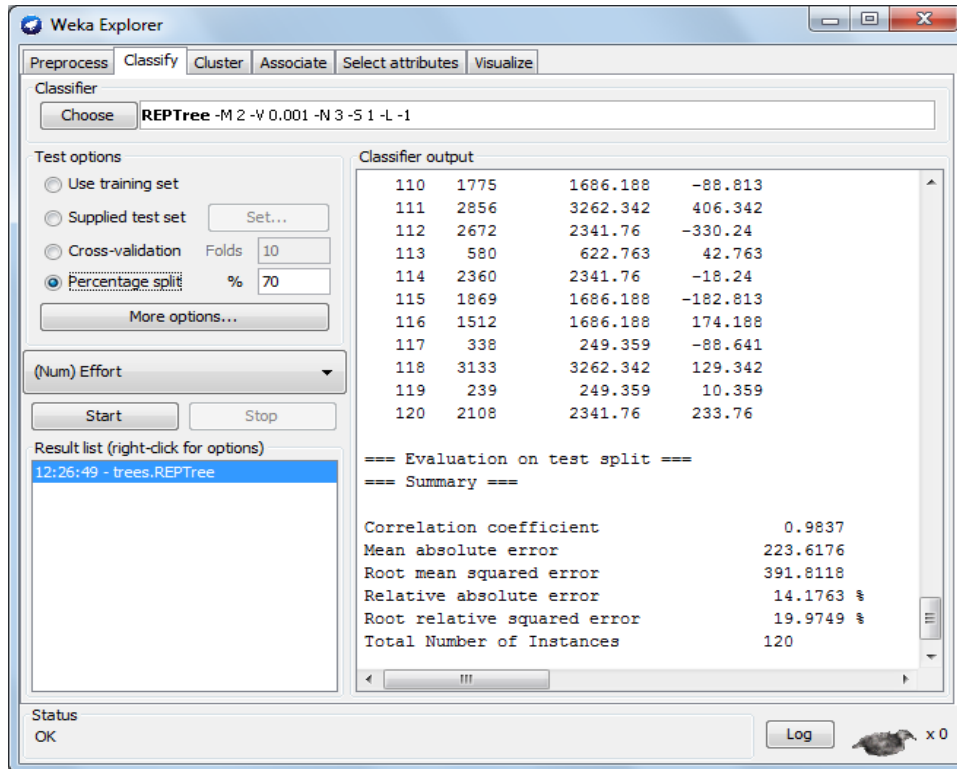 Weka Explorer
Preprocess Classify Cluster Associate Select attributes Visualize
Classifier
Choose REPTree -M 2 -V 0.001 -N 3 -S 1 -L -1
Test options
Use training set
Supplied test set Set...
Cross-validation Folds 10
Percentage split % 70
More options...
(Num) Effort
Start Stop
Result list (right-click for options)
12:26:49 - trees.REPTree
Classifier output
110 1775 1686.188 -88.813
111 2856 3262.342 406.342
112 2672 2341.76 -330.24
113 580 622.763 42.763
114 2360 2341.76 -18.24
115 1869 1686.188 -182.813
116 1512 1686.188 174.188
117 338 249.359 -88.641
118 3133 3262.342 129.342
119 239 249.359 10.359
120 2108 2341.76 233.76
=== Evaluation on test split ===
=== Summary ===
Correlation coefficient 0.9837
Mean absolute error 223.6176
Root mean squared error 391.8118
Relative absolute error 14.1763 %
Root relative squared error 19.9749 %
Total Number of Instances 120
Status
OK
Log
x 0